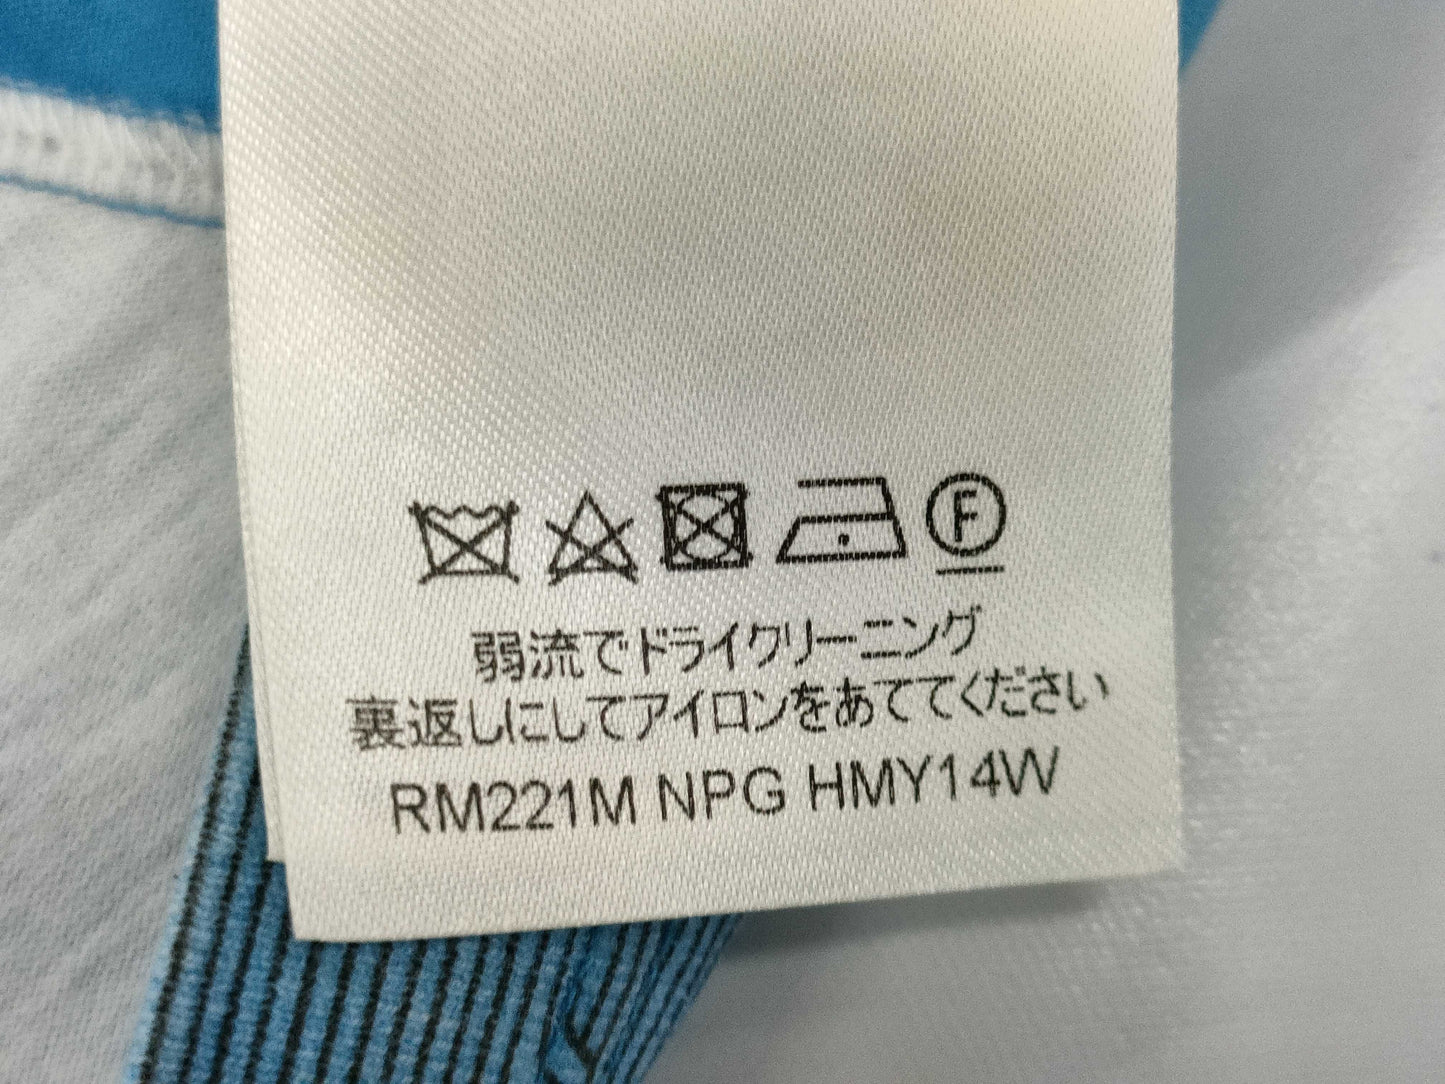 F
弱流でドライクリーニング
裏返しにしてアイロンをあててください
RM221M NPG HMY14W